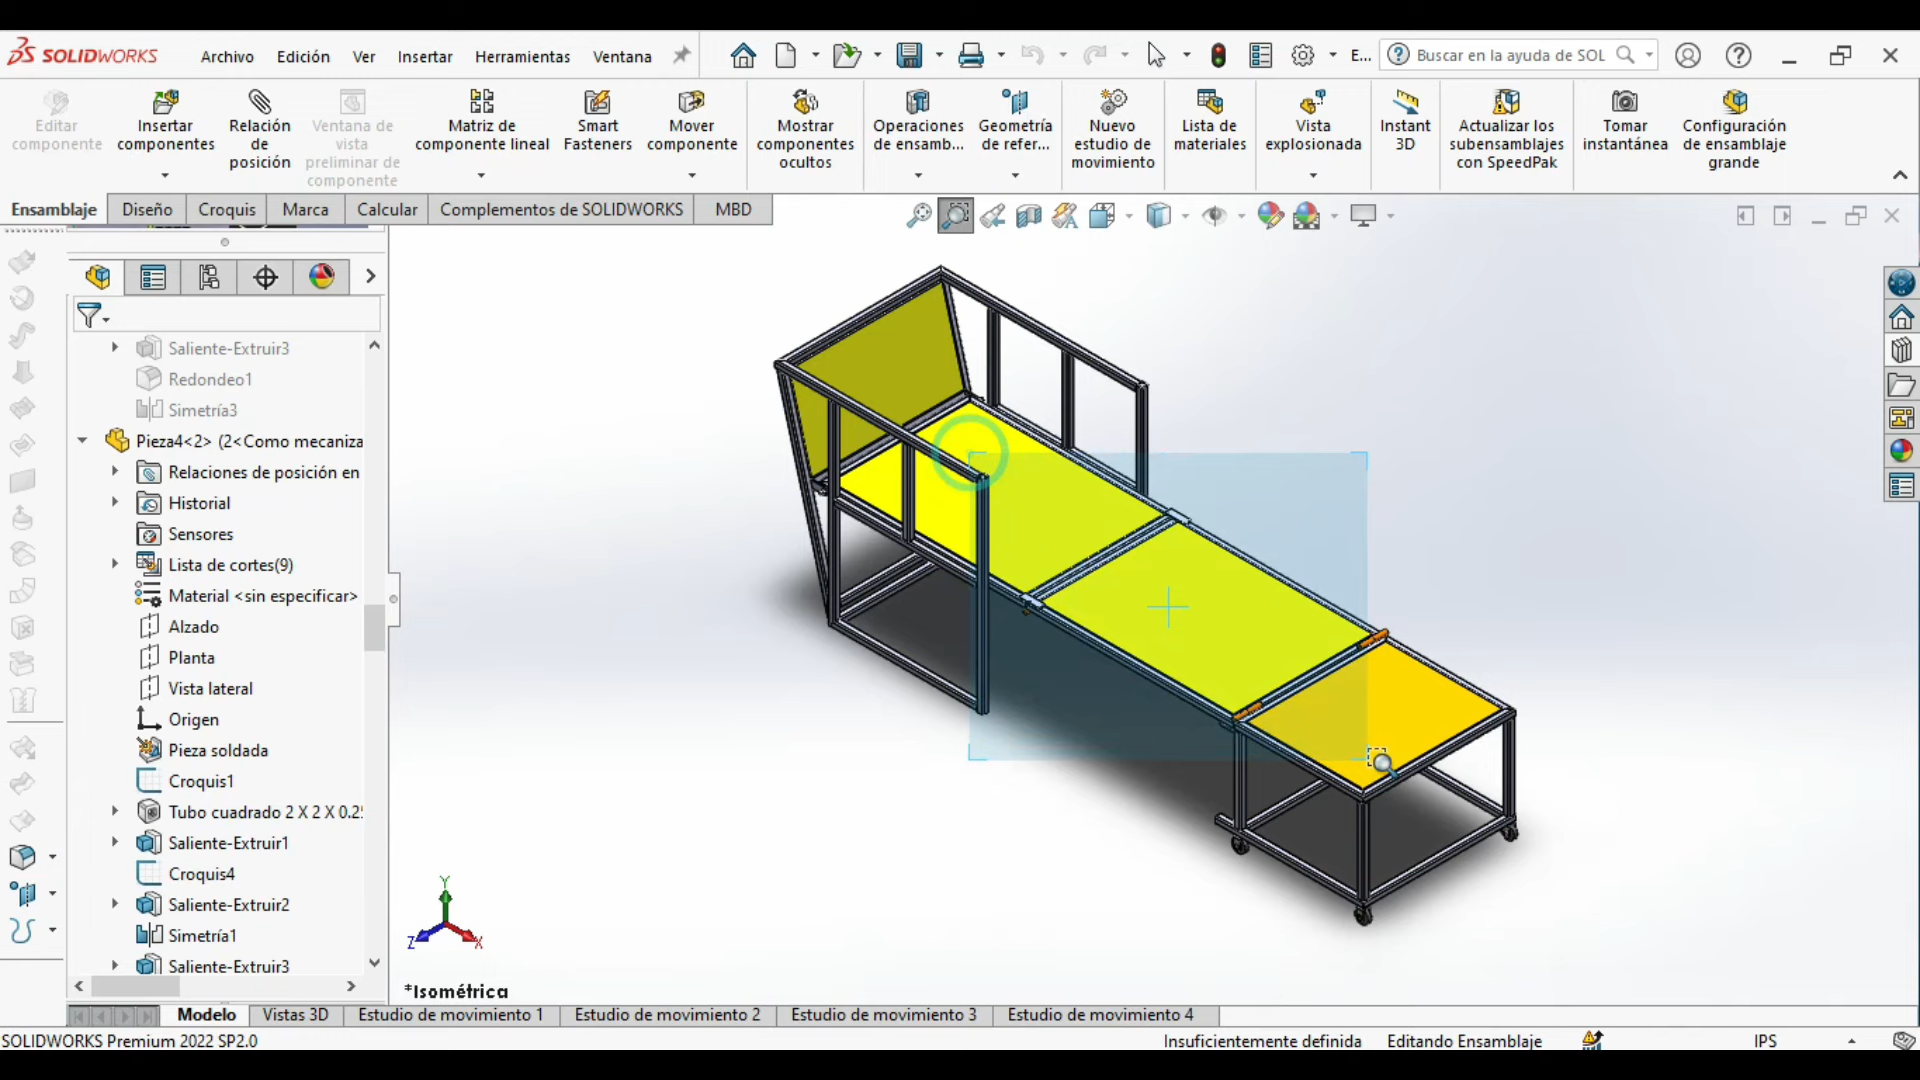 SOLIDWORKS
Archivo
Edición
Ver
Insertar
Herramientas
Ventana
E...
Buscar en la ayuda de SOL
Editar
componente
Insertar
componentes
Relación
de
posición
Ventana de
vista
preliminar de
componente
Matriz de
componente lineal
Smart
Fasteners
Mover
componente
Mostrar
componentes
ocultos
Operaciones
de ensamb...
Geometría
de refer...
Nuevo
estudio de
movimiento
Lista de
materiales
Vista
explosionada
Instant
3D
Actualizar los
subensamblajes
con SpeedPak
Tomar
instantánea
Configuración
de ensamblaje
grande
Ensamblaje
Diseño
Croquis
Marca
Calcular
Complementos de SOLIDWORKS
MBD
Saliente-Extruir3
Redondeo1
Simetría3
Pieza4<2> (2<Como mecaniza
Relaciones de posición en
Historial
Sensores
Lista de cortes(9)
Material <sin especificar>
Alzado
Planta
Vista lateral
Origen
Pieza soldada
Croquis1
Tubo cuadrado 2 X 2 X 0.2
Saliente-Extruir1
Croquis4
Saliente-Extruir2
Simetría1
Saliente-Extruir3
Y
Z
X
*Isométrica
Modelo
Vistas 3D
Estudio de movimiento 1
Estudio de movimiento 2
Estudio de movimiento 3
Estudio de movimiento 4
SOLIDWORKS Premium 2022 SP2.0
Insuficientemente definida
Editando Ensamblaje
IPS